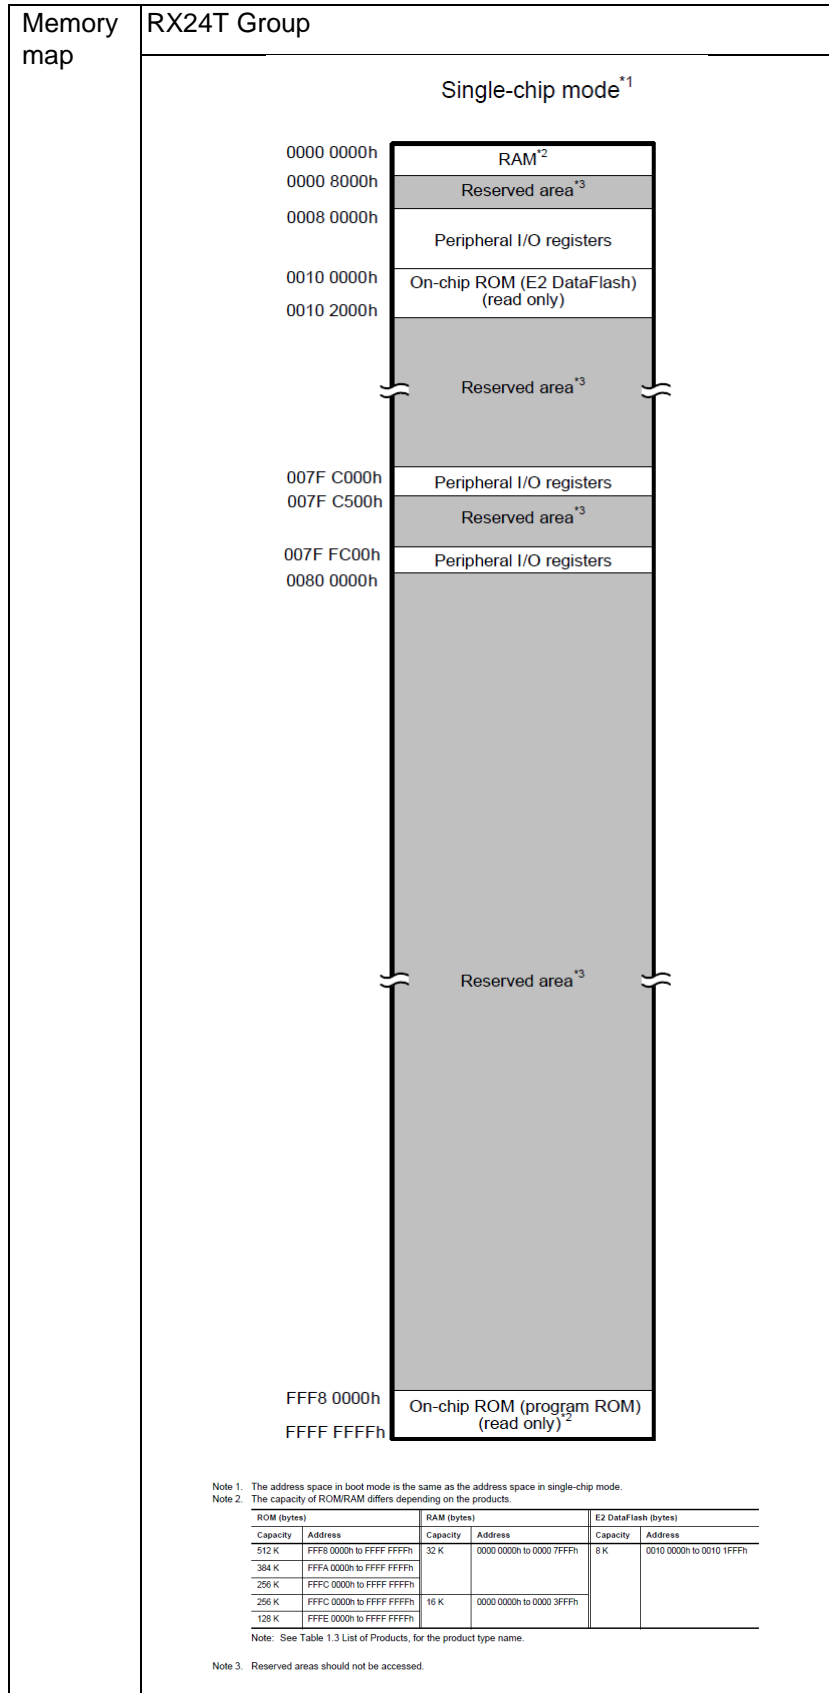 Memory map
RX24T Group
Single-chip mode*1
0000 0000h
RAM*2
0000 8000h
Reserved area*3
0008 0000h
Peripheral I/O registers
0010 0000h
On-chip ROM (E2 DataFlash)
(read only)
0010 2000h
Reserved area*3
007F C000h
Peripheral I/O registers
007F C500h
Reserved area*3
007F FC00h
Peripheral I/O registers
0080 0000h
Reserved area*3
FFF8 0000h
On-chip ROM (program ROM)
(read only)*2
FFFF FFFFh
Note 1. The address space in boot mode is the same as the address space in single-chip mode.
Note 2. The capacity of ROM/RAM differs depending on the products.
ROM (bytes) RAM (bytes) E2 DataFlash (bytes)
Capacity Address Capacity Address Capacity Address
512 K FFF8 0000h to FFFF FFFFh 32 K 0000 0000h to 0000 7FFFh 8 K 0010 0000h to 0010 1FFFh
384 K FFFA 0000h to FFFF FFFFh
256 K FFFC 0000h to FFFF FFFFh
256 K FFFC 0000h to FFFF FFFFh 16 K 0000 0000h to 0000 3FFFh
128 K FFFE 0000h to FFFF FFFFh
Note: See Table 1.3 List of Products, for the product type name.
Note 3. Reserved areas should not be accessed.